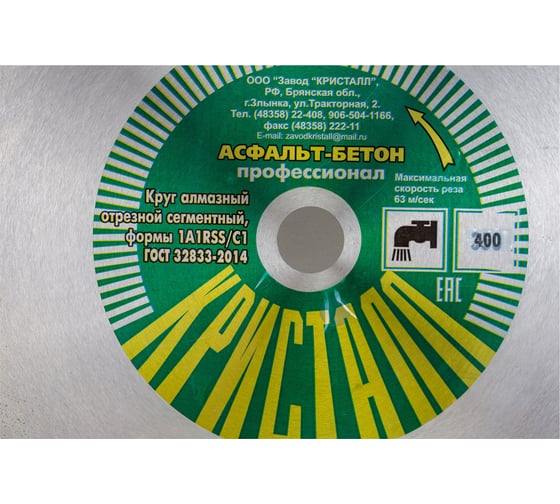 ООО "Завод "КРИСТАЛЛ",
РФ, Брянская обл.,
г.Злынка, ул.Тракторная, 2.
Тел. (48358) 22-408, 906-504-1166,
факс (48358) 222-11
E-mail: zavodkristall@mail.ru
АСФАЛЬТ-БЕТОН
профессионал
Максимальная
скорость реза
63 м/сек
Круг алмазный
отрезной сегментный,
формы 1A1RSS/C1
ГОСТ 32833-2014
400
EAC
КРИСТАЛЛ